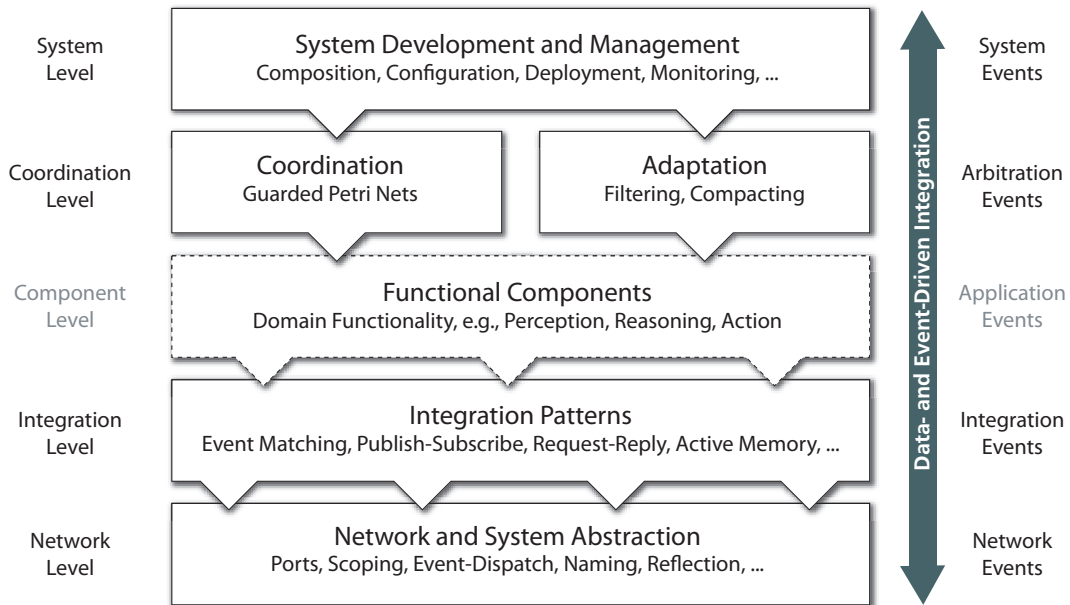 System
Level
System Development and Management
Composition, Configuration, Deployment, Monitoring, ...
System
Events
Coordination
Level
Coordination
Guarded Petri Nets
Adaptation
Filtering, Compacting
Arbitration
Events
Component
Level
Functional Components
Domain Functionality, e.g., Perception, Reasoning, Action
Application
Events
Integration
Level
Integration Patterns
Event Matching, Publish-Subscribe, Request-Reply, Active Memory, ...
Integration
Events
Network
Level
Network and System Abstraction
Ports, Scoping, Event-Dispatch, Naming, Reflection, ...
Network
Events
Data- and Event-Driven Integration